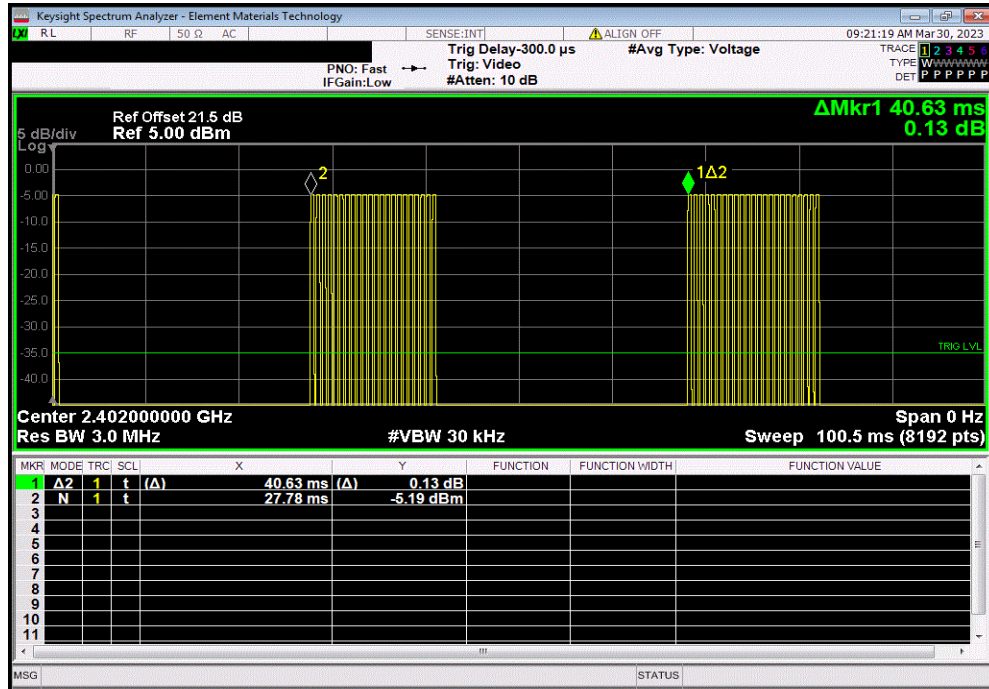 Keysight Spectrum Analyzer - Element Materials Technology
LXI RL RF 50 Ω AC SENSE:INT ALIGN OFF 09:21:19 AM Mar 30, 2023
Trig Delay-300.0 µs #Avg Type: Voltage TRACE 1 2 3 4 5 6
PNO: Fast Trig: Video TYPE WWWWWW
IFGain:Low #Atten: 10 dB DET P P P P P P
ΔMkr1 40.63 ms
Ref Offset 21.5 dB
5 dB/div Ref 5.00 dBm 0.13 dB
Log
2 1Δ2
0.00
-5.00
-10.0
-15.0
-20.0
-25.0
-30.0
-35.0 TRIG LVL
-40.0
Center 2.402000000 GHz Span 0 Hz
Res BW 3.0 MHz #VBW 30 kHz Sweep 100.5 ms (8192 pts)
MKR MODE TRC SCL X Y FUNCTION FUNCTION WIDTH FUNCTION VALUE
1 Δ2 1 t (Δ) 40.63 ms (Δ) 0.13 dB
2 N 1 t 27.78 ms -5.19 dBm
3
4
5
6
7
8
9
10
11
MSG STATUS